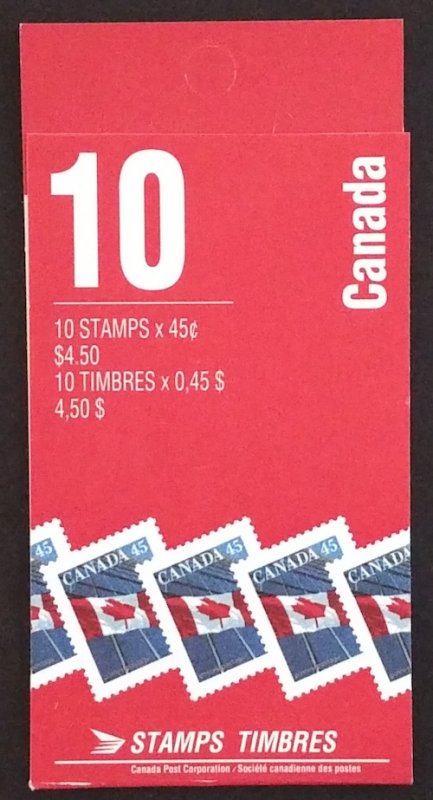 10
Canada
10 STAMPS x 45¢
$4.50
10 TIMBRES x 0,45 $
4,50 $
45
CANADA 45
CANADA 45
CANADA 45
CANADA
STAMPS TIMBRES
Canada Post Corporation / Société canadienne des postes